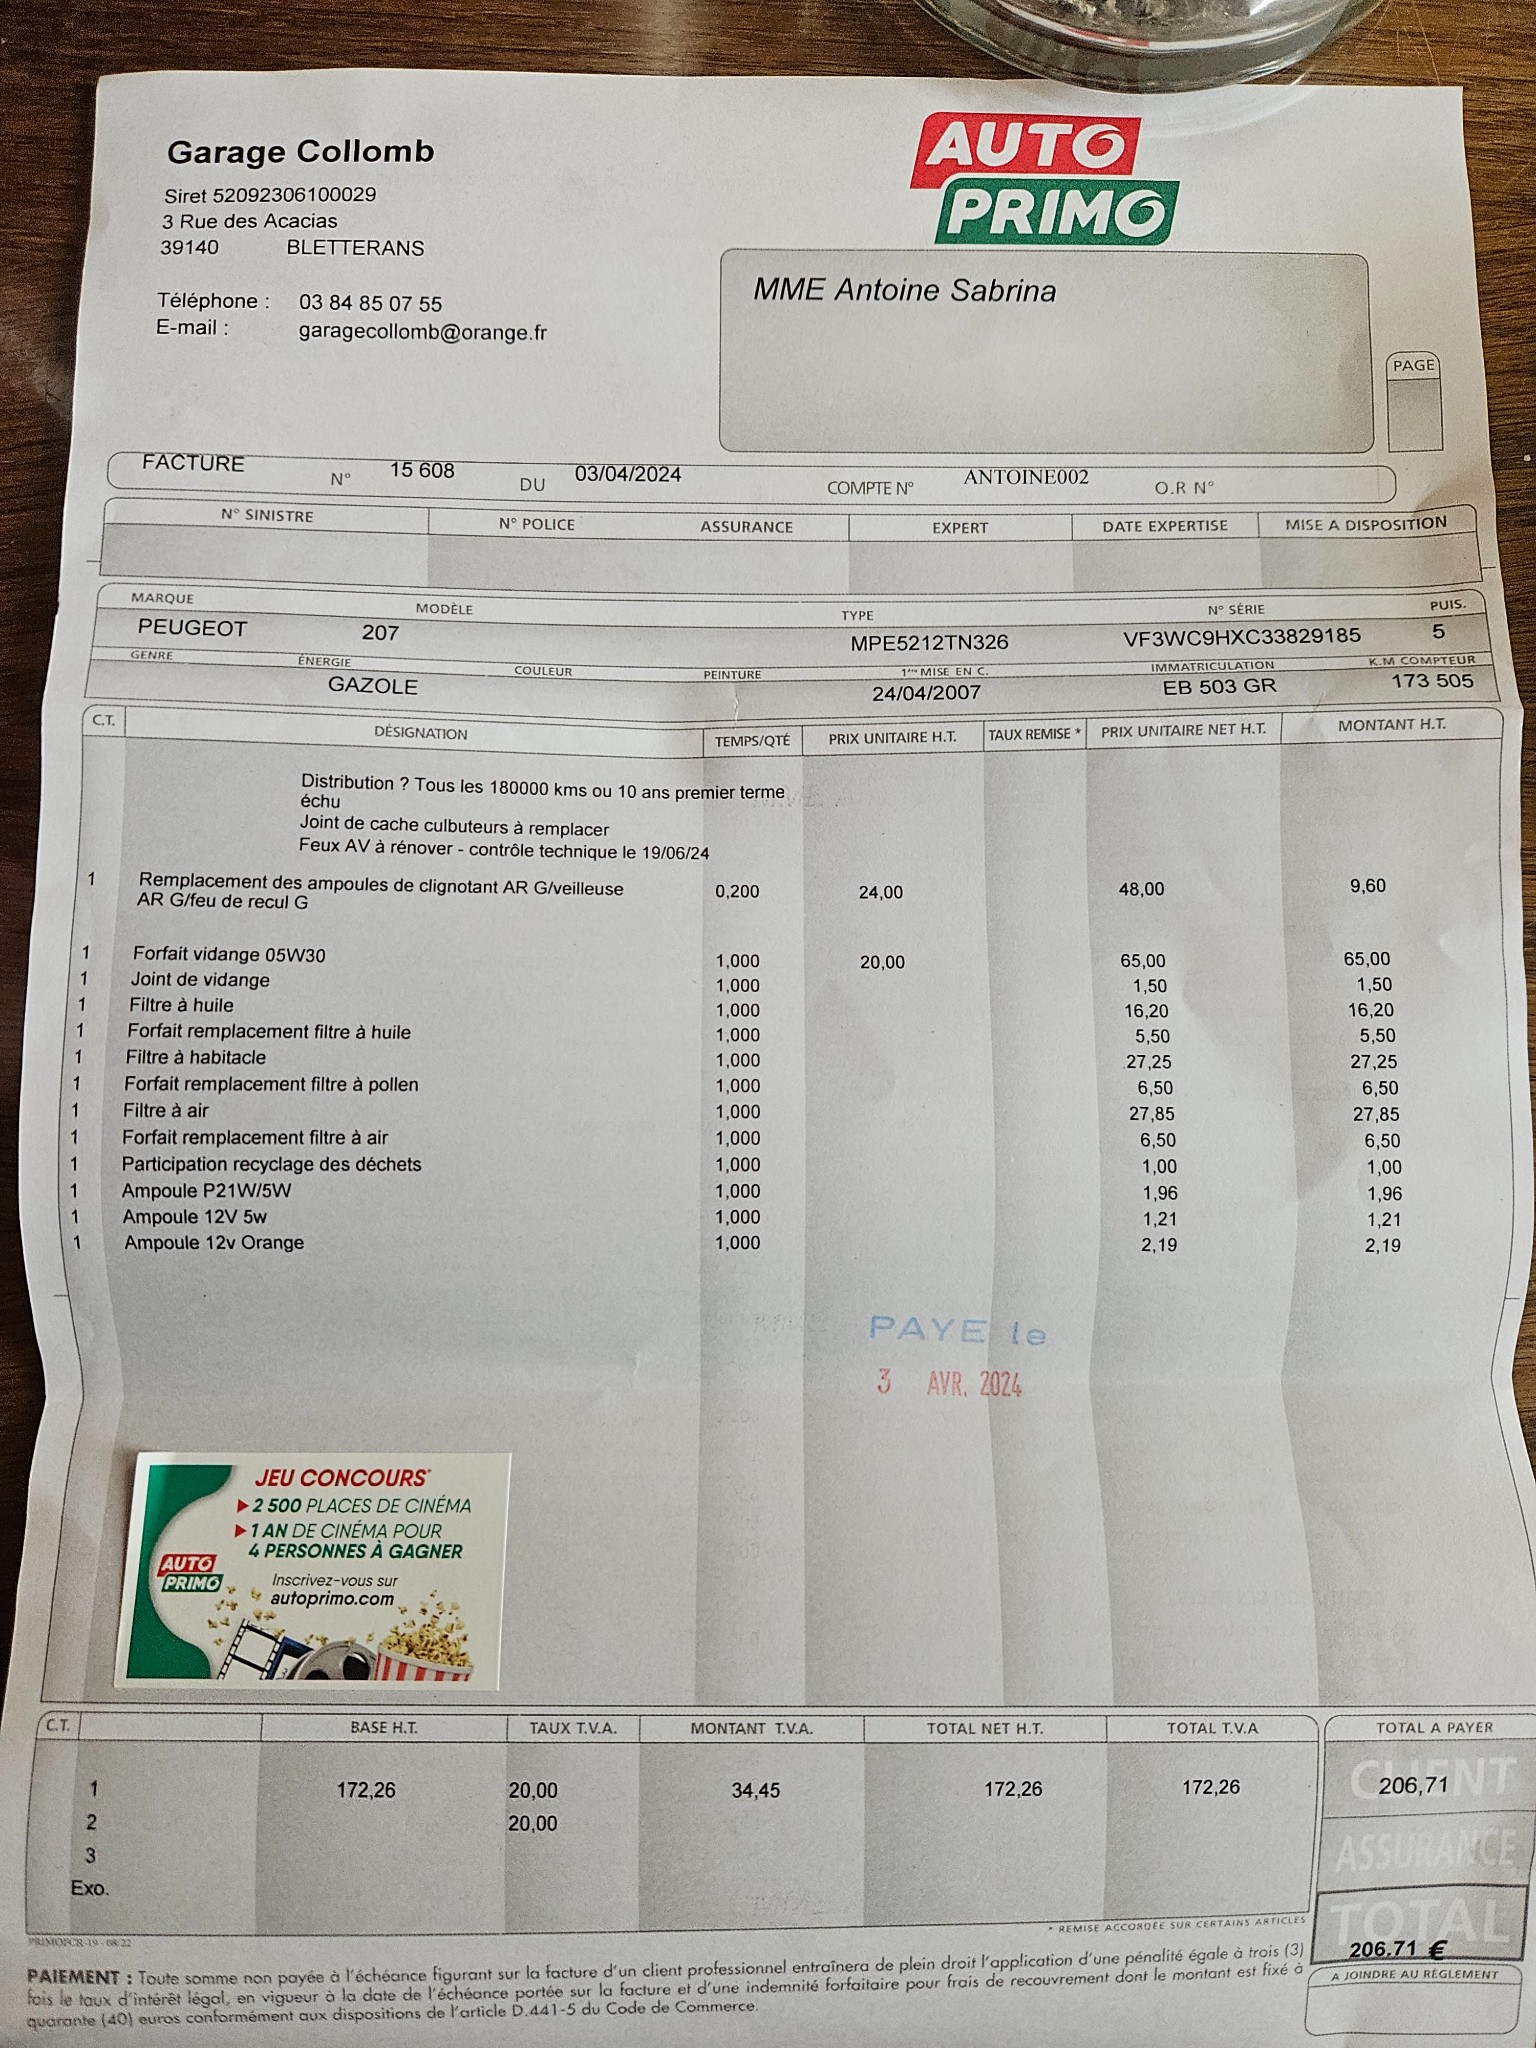 Garage Collomb
Siret 52092306100029
3 Rue des Acacias
39140 BLETTERANS
Téléphone : 03 84 85 07 55
E-mail : garagecollomb@orange.fr
AUTO
PRIMO
MME Antoine Sabrina
PAGE
FACTURE N° 15 608 DU 03/04/2024 COMPTE N° ANTOINE002 O.R N°
N° SINISTRE N° POLICE ASSURANCE EXPERT DATE EXPERTISE MISE A DISPOSITION
MARQUE MODÈLE TYPE N° SÉRIE PUIS.
PEUGEOT 207 MPE5212TN326 VF3WC9HXC33829185 5
GENRE ÉNERGIE COULEUR PEINTURE 1ère MISE EN C. IMMATRICULATION K.M COMPTEUR
GAZOLE 24/04/2007 EB 503 GR 173 505
C.T. DÉSIGNATION TEMPS/QTÉ PRIX UNITAIRE H.T. TAUX REMISE * PRIX UNITAIRE NET H.T. MONTANT H.T.
Distribution ? Tous les 180000 kms ou 10 ans premier terme
échu
Joint de cache culbuteurs à remplacer
Feux AV à rénover - contrôle technique le 19/06/24
1 Remplacement des ampoules de clignotant AR G/veilleuse 0,200 24,00 48,00 9,60
AR G/feu de recul G
1 Forfait vidange 05W30 1,000 20,00 65,00 65,00
1 Joint de vidange 1,000 1,50 1,50
1 Filtre à huile 1,000 16,20 16,20
1 Forfait remplacement filtre à huile 1,000 5,50 5,50
1 Filtre à habitacle 1,000 27,25 27,25
1 Forfait remplacement filtre à pollen 1,000 6,50 6,50
1 Filtre à air 1,000 27,85 27,85
1 Forfait remplacement filtre à air 1,000 6,50 6,50
1 Participation recyclage des déchets 1,000 1,00 1,00
1 Ampoule P21W/5W 1,000 1,96 1,96
1 Ampoule 12V 5w 1,000 1,21 1,21
1 Ampoule 12v Orange 1,000 2,19 2,19
PAYE le
3 AVR. 2024
JEU CONCOURS*
2 500 PLACES DE CINÉMA
1 AN DE CINÉMA POUR
4 PERSONNES À GAGNER
AUTO
PRIMO
Inscrivez-vous sur
autoprimo.com
C.T. BASE H.T. TAUX T.V.A. MONTANT T.V.A. TOTAL NET H.T. TOTAL T.V.A TOTAL A PAYER
CLIENT
1 172,26 20,00 34,45 172,26 172,26 206,71
2 20,00
3
ASSURANCE
Exo.
TOTAL
* REMISE ACCORDÉE SUR CERTAINS ARTICLES
206.71 €
PRIMOFCR-19 - 08/22
PAIEMENT : Toute somme non payée à l'échéance figurant sur la facture d'un client professionnel entraînera de plein droit l'application d'une pénalité égale à trois (3)
fois le taux d'intérêt légal, en vigueur à la date de l'échéance portée sur la facture et d'une indemnité forfaitaire pour frais de recouvrement dont le montant est fixé à
quarante (40) euros conformément aux dispositions de l'article D.441-5 du Code de Commerce.
A JOINDRE AU RÈGLEMENT